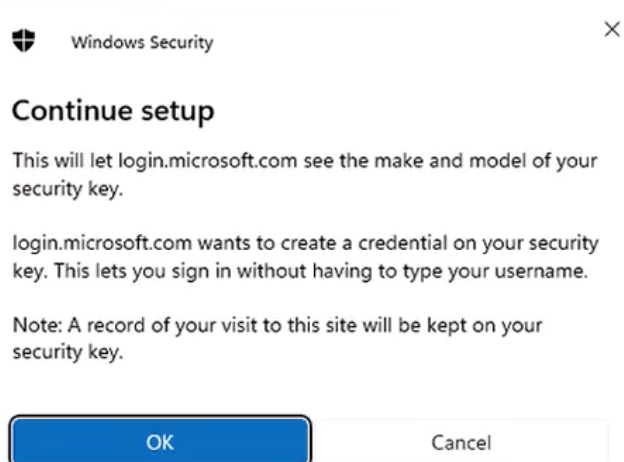 Windows Security
Continue setup
This will let login.microsoft.com see the make and model of your
security key.
login.microsoft.com wants to create a credential on your security
key. This lets you sign in without having to type your username.
Note: A record of your visit to this site will be kept on your
security key.
OK
Cancel